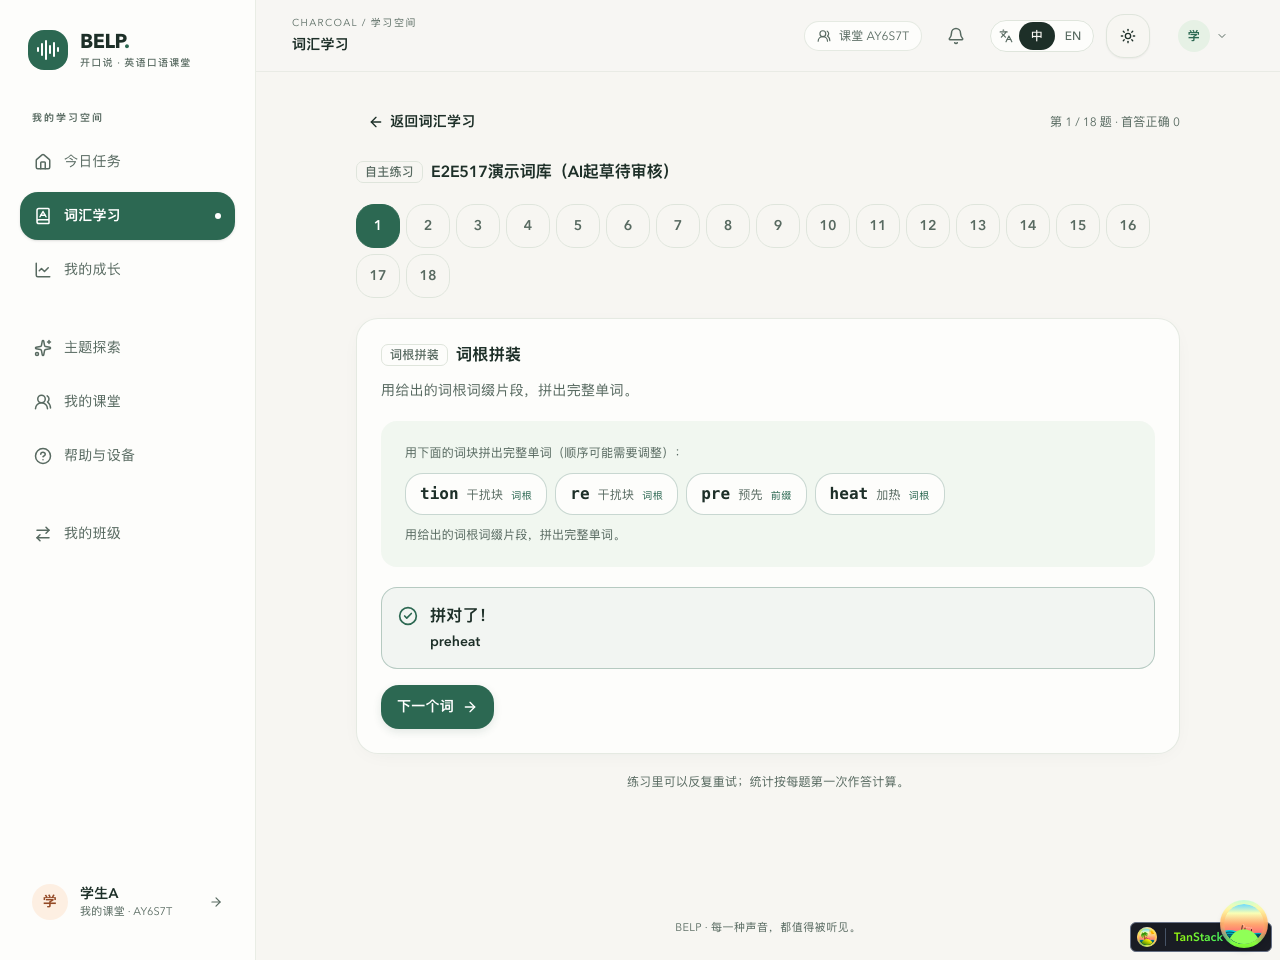 BELP.
开口说 · 英语口语课堂
我的学习空间
今日任务
词汇学习
我的成长
主题探索
我的课堂
帮助与设备
我的班级
学
学生A
我的课堂 · AY6S7T
CHARCOAL / 学习空间
词汇学习
课堂 AY6S7T
中
EN
学
返回词汇学习
第 1 / 18 题 · 首答正确 0
自主练习
E2E517演示词库（AI起草待审核）
1 2 3 4 5 6 7 8 9 10 11 12 13 14 15 16
17 18
词根拼装 词根拼装
用给出的词根词缀片段，拼出完整单词。
用下面的词块拼出完整单词（顺序可能需要调整）：
tion 干扰块 词根
re 干扰块 词根
pre 预先 前缀
heat 加热 词根
用给出的词根词缀片段，拼出完整单词。
拼对了！
preheat
下一个词
练习里可以反复重试；统计按每题第一次作答计算。
BELP · 每一种声音，都值得被听见。
TanStack